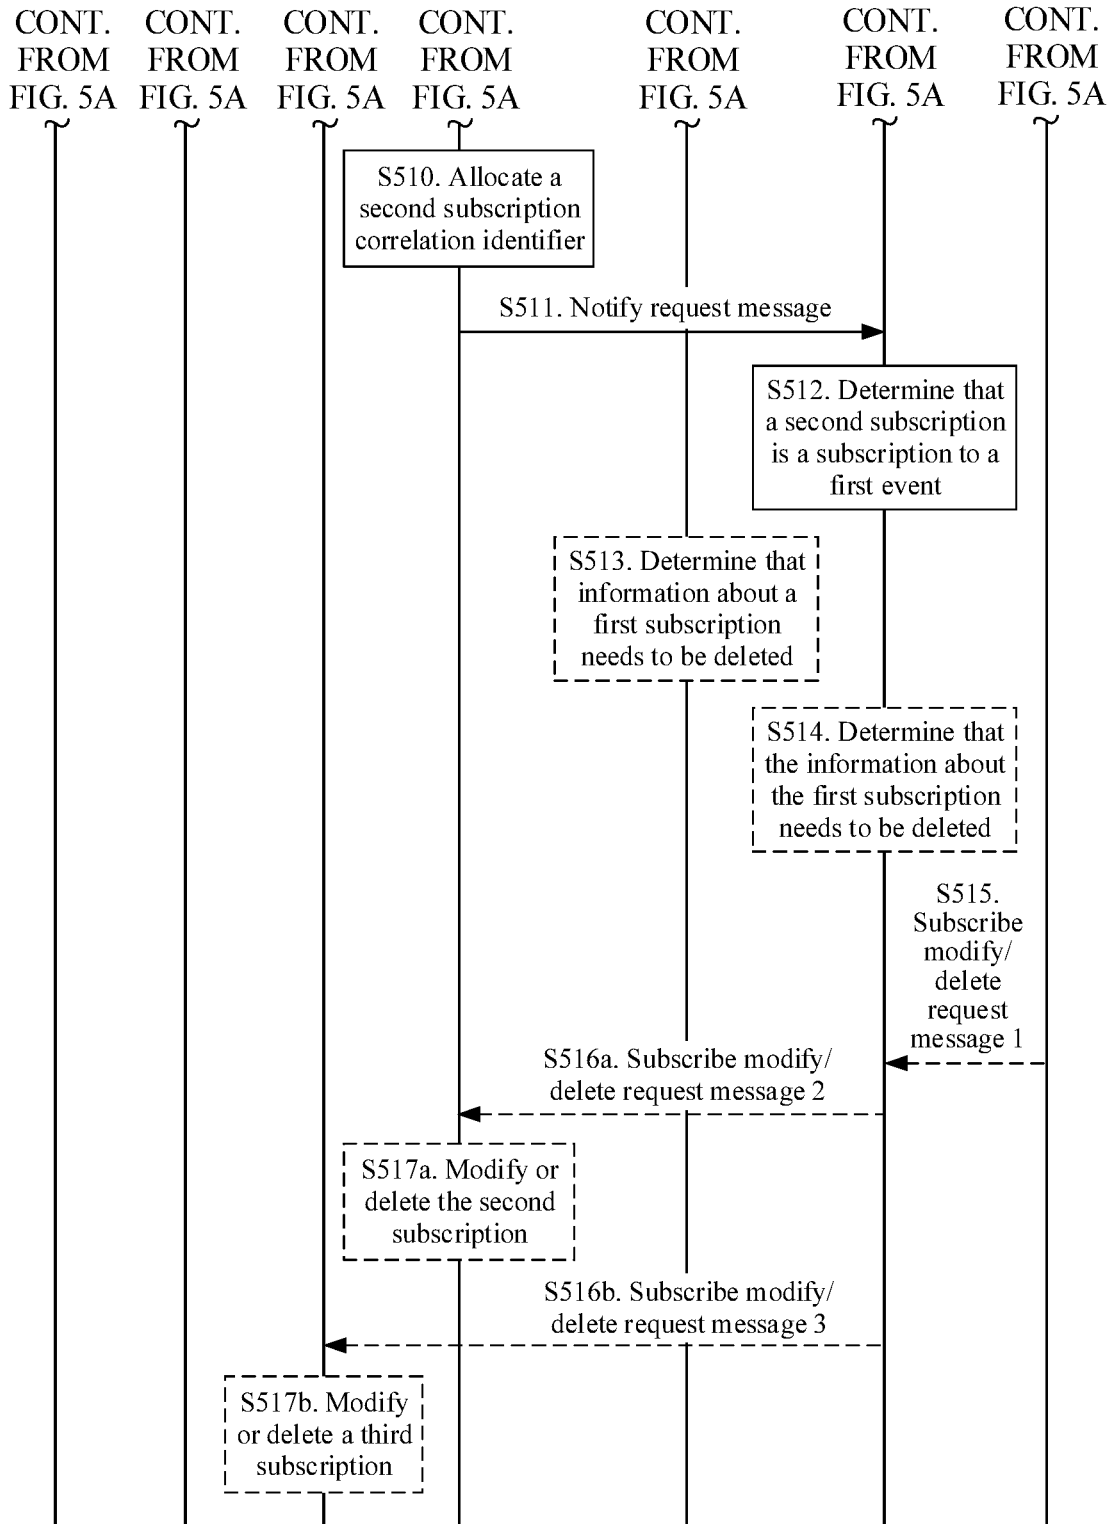 CONT. FROM FIG. 5A
CONT. FROM FIG. 5A
CONT. FROM FIG. 5A
CONT. FROM FIG. 5A
CONT. FROM FIG. 5A
CONT. FROM FIG. 5A
CONT. FROM FIG. 5A
S510. Allocate a
second subscription
correlation identifier
S511. Notify request message
S512. Determine that
a second subscription
is a subscription to a
first event
S513. Determine that
information about a
first subscription
needs to be deleted
S514. Determine that
the information about
the first subscription
needs to be deleted
S515.
Subscribe
modify/
delete
request
message 1
S516a. Subscribe modify/
delete request message 2
S517a. Modify or
delete the second
subscription
S516b. Subscribe modify/
delete request message 3
S517b. Modify
or delete a third
subscription